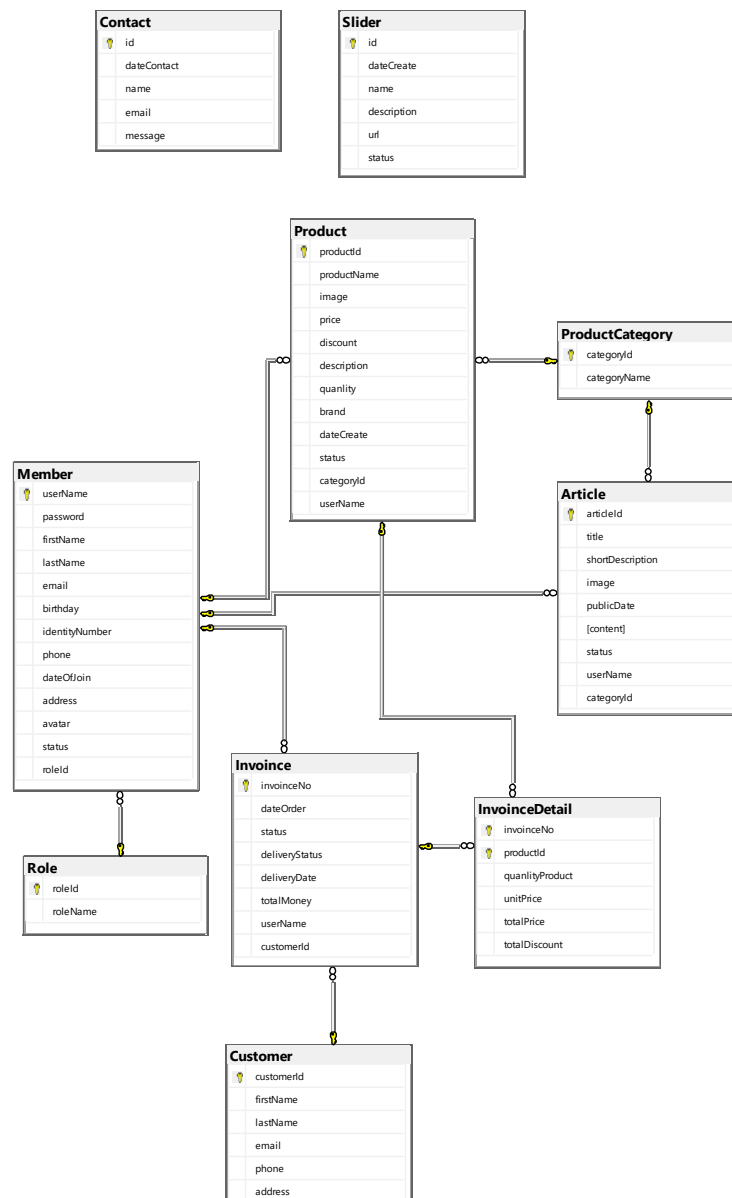 Contact
id
dateContact
name
email
message
Slider
id
dateCreate
name
description
url
status
Product
productId
productName
image
price
discount
description
quanlity
brand
dateCreate
status
categoryId
userName
ProductCategory
categoryId
categoryName
Member
userName
password
firstName
lastName
email
birthday
identityNumber
phone
dateOfJoin
address
avatar
status
roleId
Article
articleId
title
shortDescription
image
publicDate
[content]
status
userName
categoryId
Invoince
invoinceNo
dateOrder
status
deliveryStatus
deliveryDate
totalMoney
userName
customerId
InvoinceDetail
invoinceNo
productId
quanlityProduct
unitPrice
totalPrice
totalDiscount
Role
roleId
roleName
Customer
customerId
firstName
lastName
email
phone
address